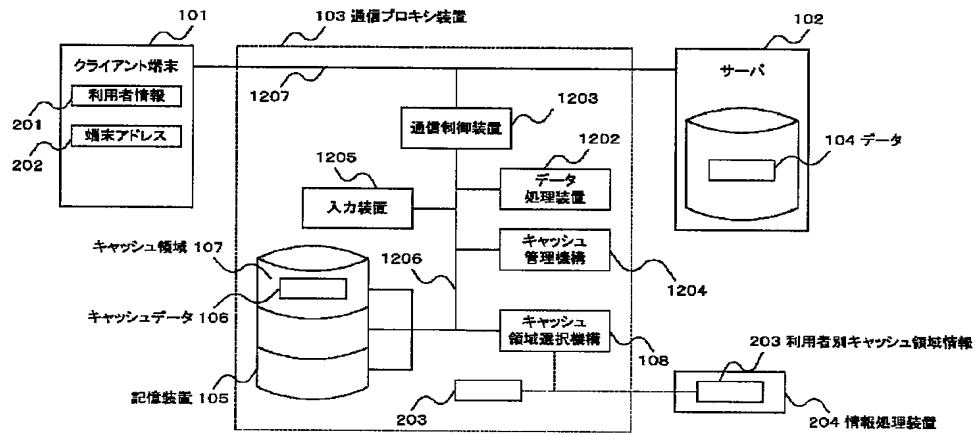 101
クライアント端末
利用者情報
201
端末アドレス
202
103 通信プロキシ装置
1207
1203
通信制御装置
1202
データ
処理装置
1205
入力装置
キャッシュ
管理機構
1204
1206
キャッシュ領域 107
キャッシュデータ 106
記憶装置 105
キャッシュ
領域選択機構
108
203
102
サーバ
104 データ
203 利用者別キャッシュ領域情報
204 情報処理装置